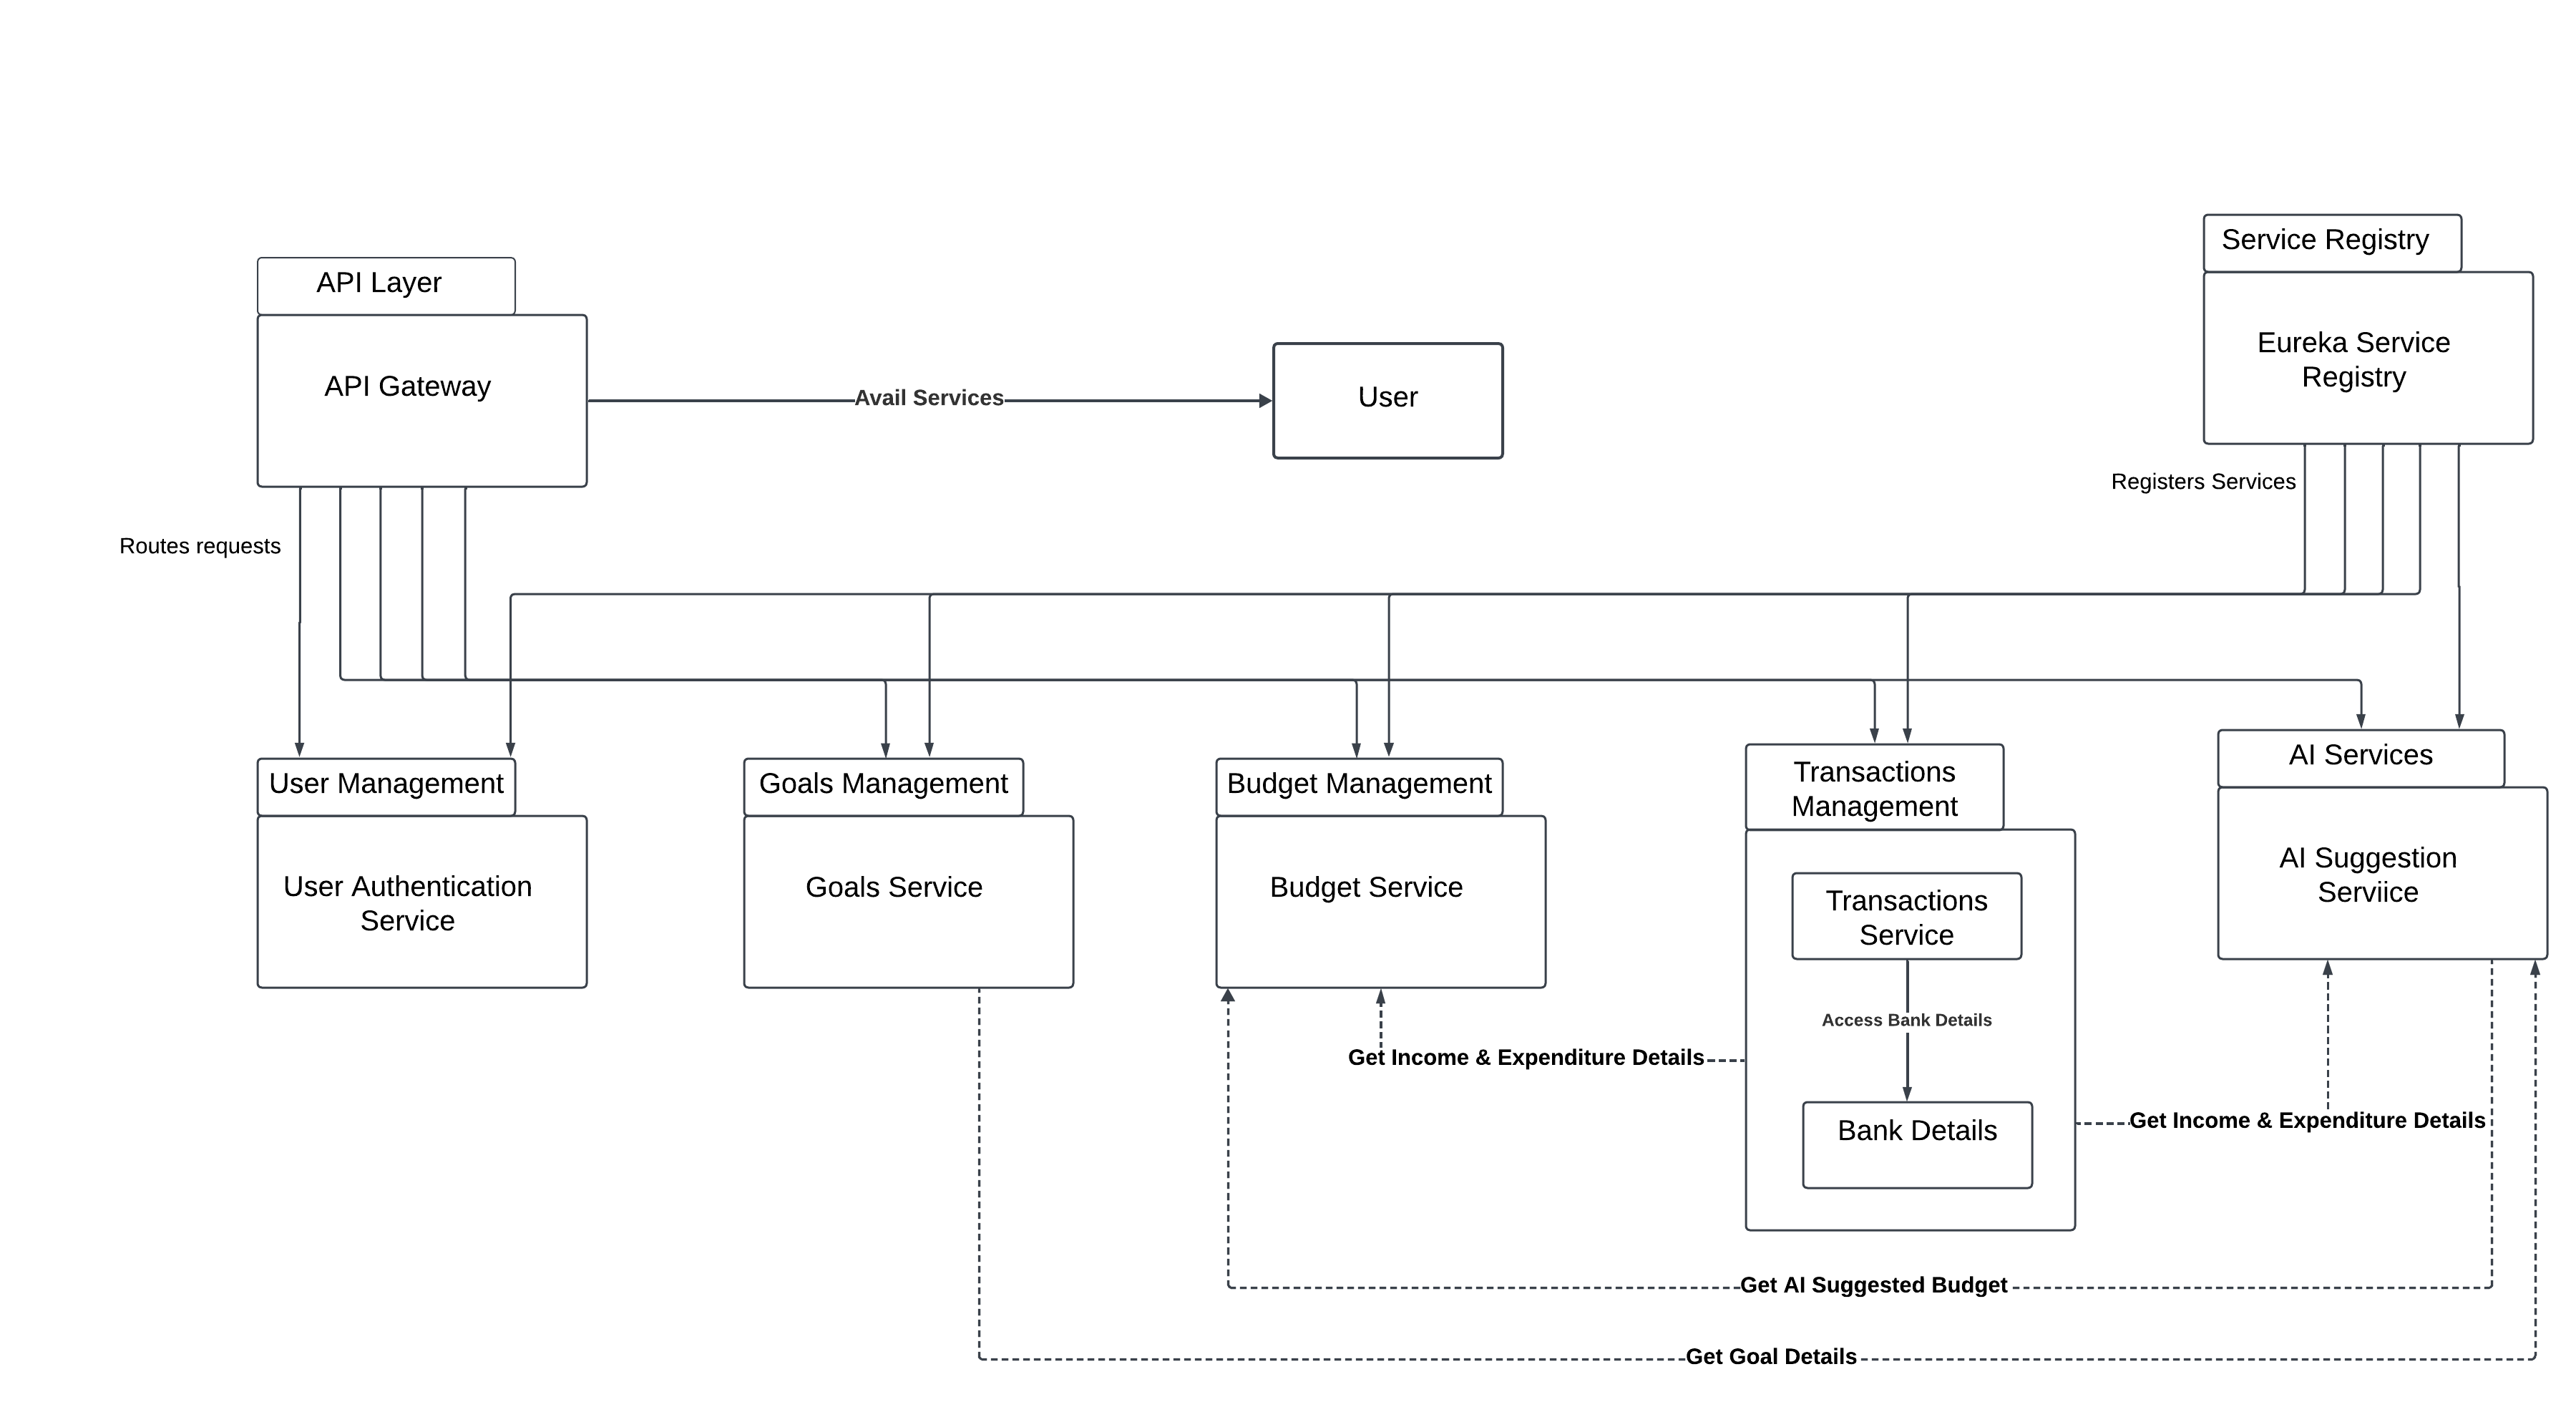 Service Registry
API Layer
Eureka Service
Registry
API Gateway
Avail Services
User
Registers Services
Routes requests
User Management
Goals Management
Budget Management
Transactions
Management
AI Services
User Authentication
Service
Goals Service
Budget Service
Transactions
Service
AI Suggestion
Serviice
Access Bank Details
Get Income & Expenditure Details
Bank Details
Get Income & Expenditure Details
Get AI Suggested Budget
Get Goal Details